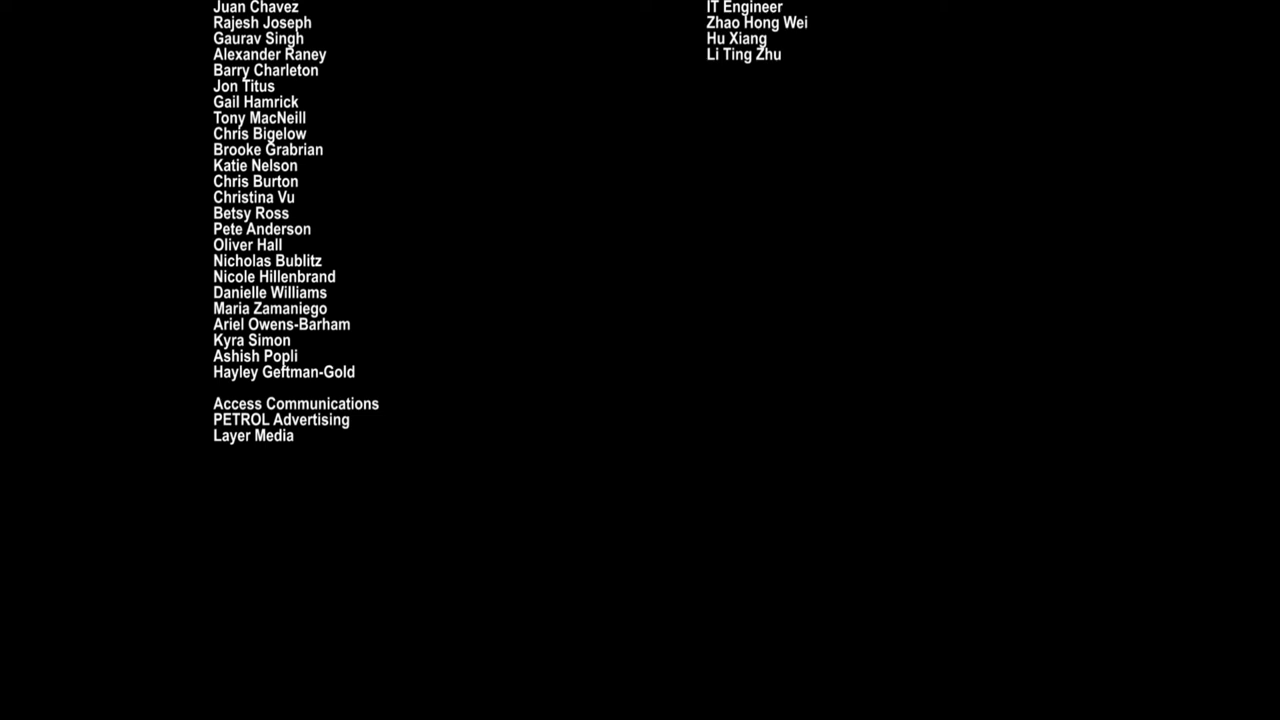 Juan Chavez
Rajesh Joseph
Gaurav Singh
Alexander Raney
Barry Charleton
Jon Titus
Gail Hamrick
Tony MacNeill
Chris Bigelow
Brooke Grabrian
Katie Nelson
Chris Burton
Christina Vu
Betsy Ross
Pete Anderson
Oliver Hall
Nicholas Bublitz
Nicole Hillenbrand
Danielle Williams
Maria Zamaniego
Ariel Owens-Barham
Kyra Simon
Ashish Popli
Hayley Geftman-Gold
Access Communications
PETROL Advertising
Layer Media
IT Engineer
Zhao Hong Wei
Hu Xiang
Li Ting Zhu